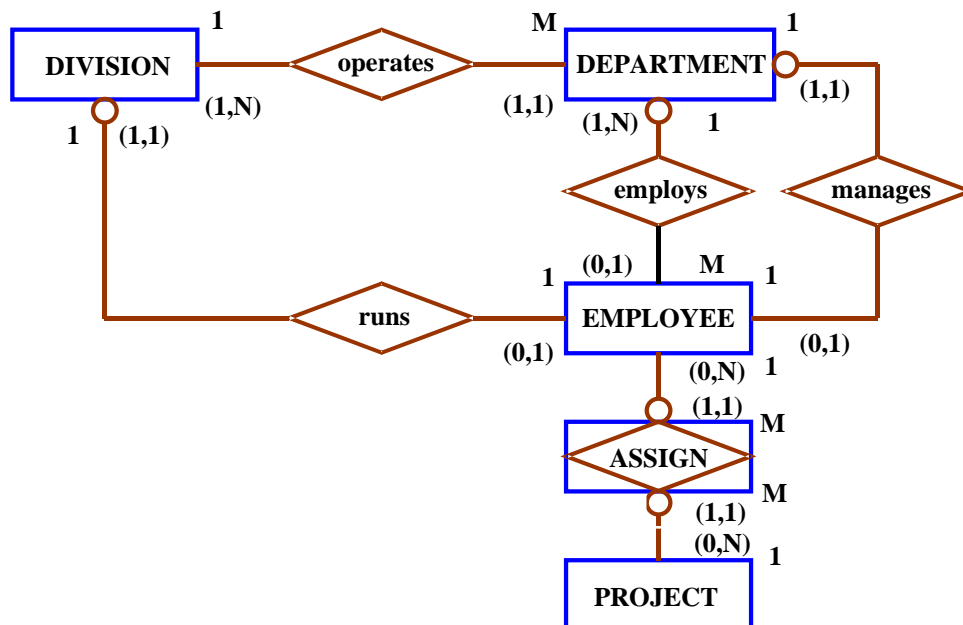 1
M
1
DIVISION
operates
DEPARTMENT
(1,N)
(1,1)
(1,1)
1
(1,1)
(1,N)
1
employs
manages
(0,1)
M
1
1
runs
EMPLOYEE
(0,1)
(0,1)
(0,N)
1
(1,1)
M
ASSIGN
M
(1,1)
(0,N)
1
PROJECT